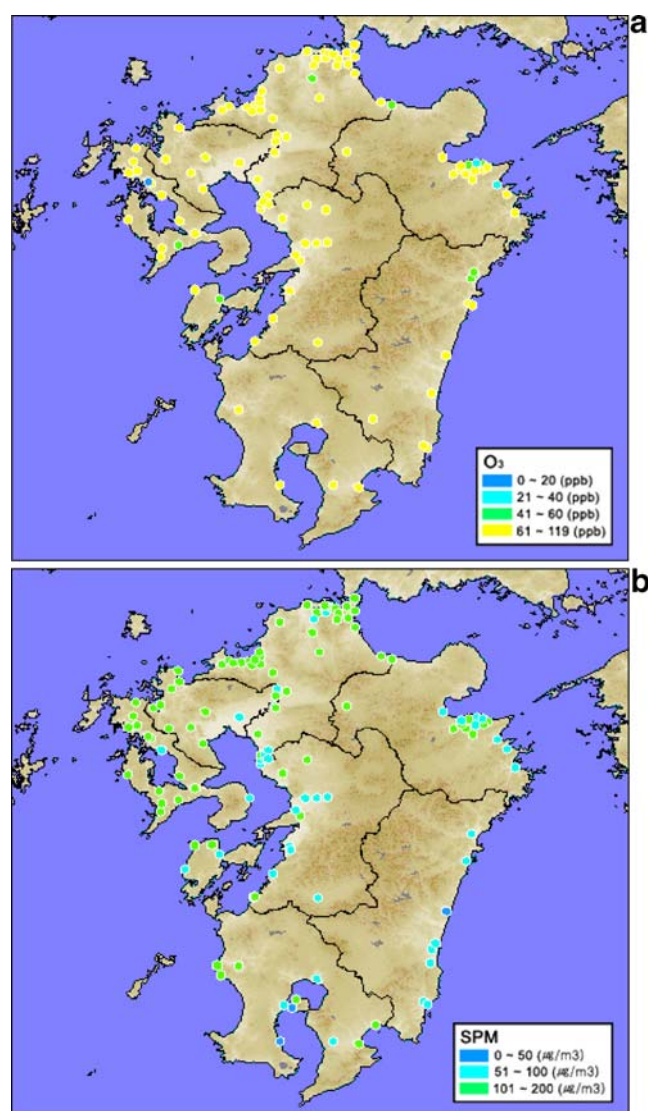 a
O₃
0 ~ 20 (ppb)
21 ~ 40 (ppb)
41 ~ 60 (ppb)
61 ~ 119 (ppb)
b
SPM
0 ~ 50 (㎍/m3)
51 ~ 100 (㎍/m3)
101 ~ 200 (㎍/m3)